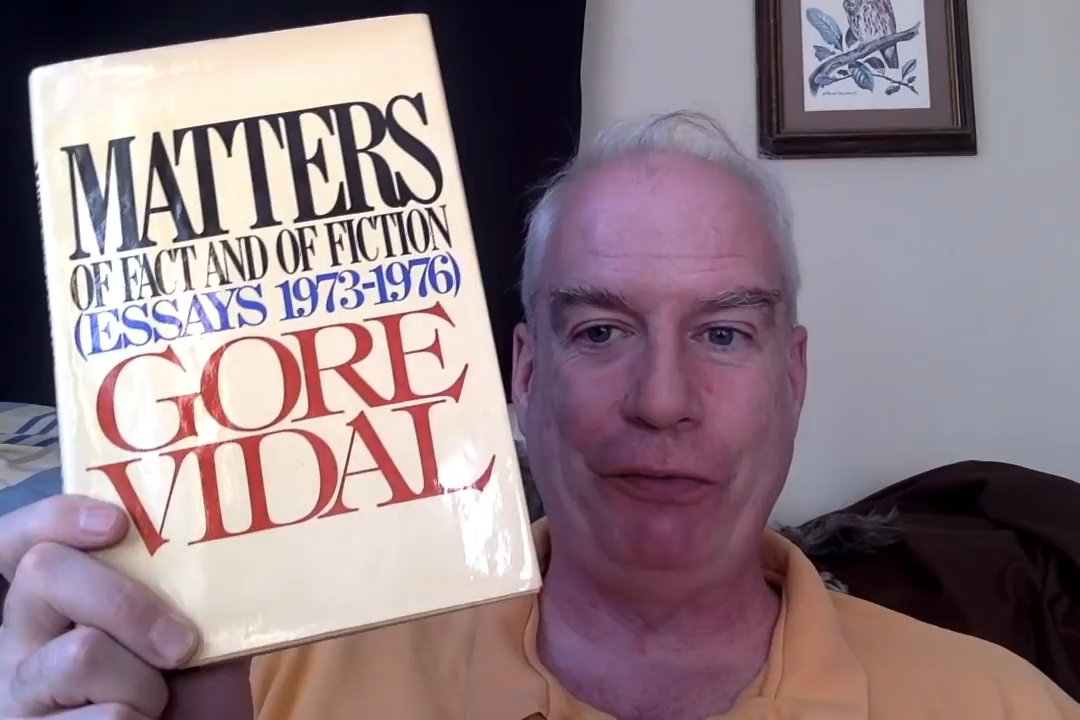 MATTERS
OF FACT AND OF FICTION
(ESSAYS 1973-1976)
GORE
VIDAL